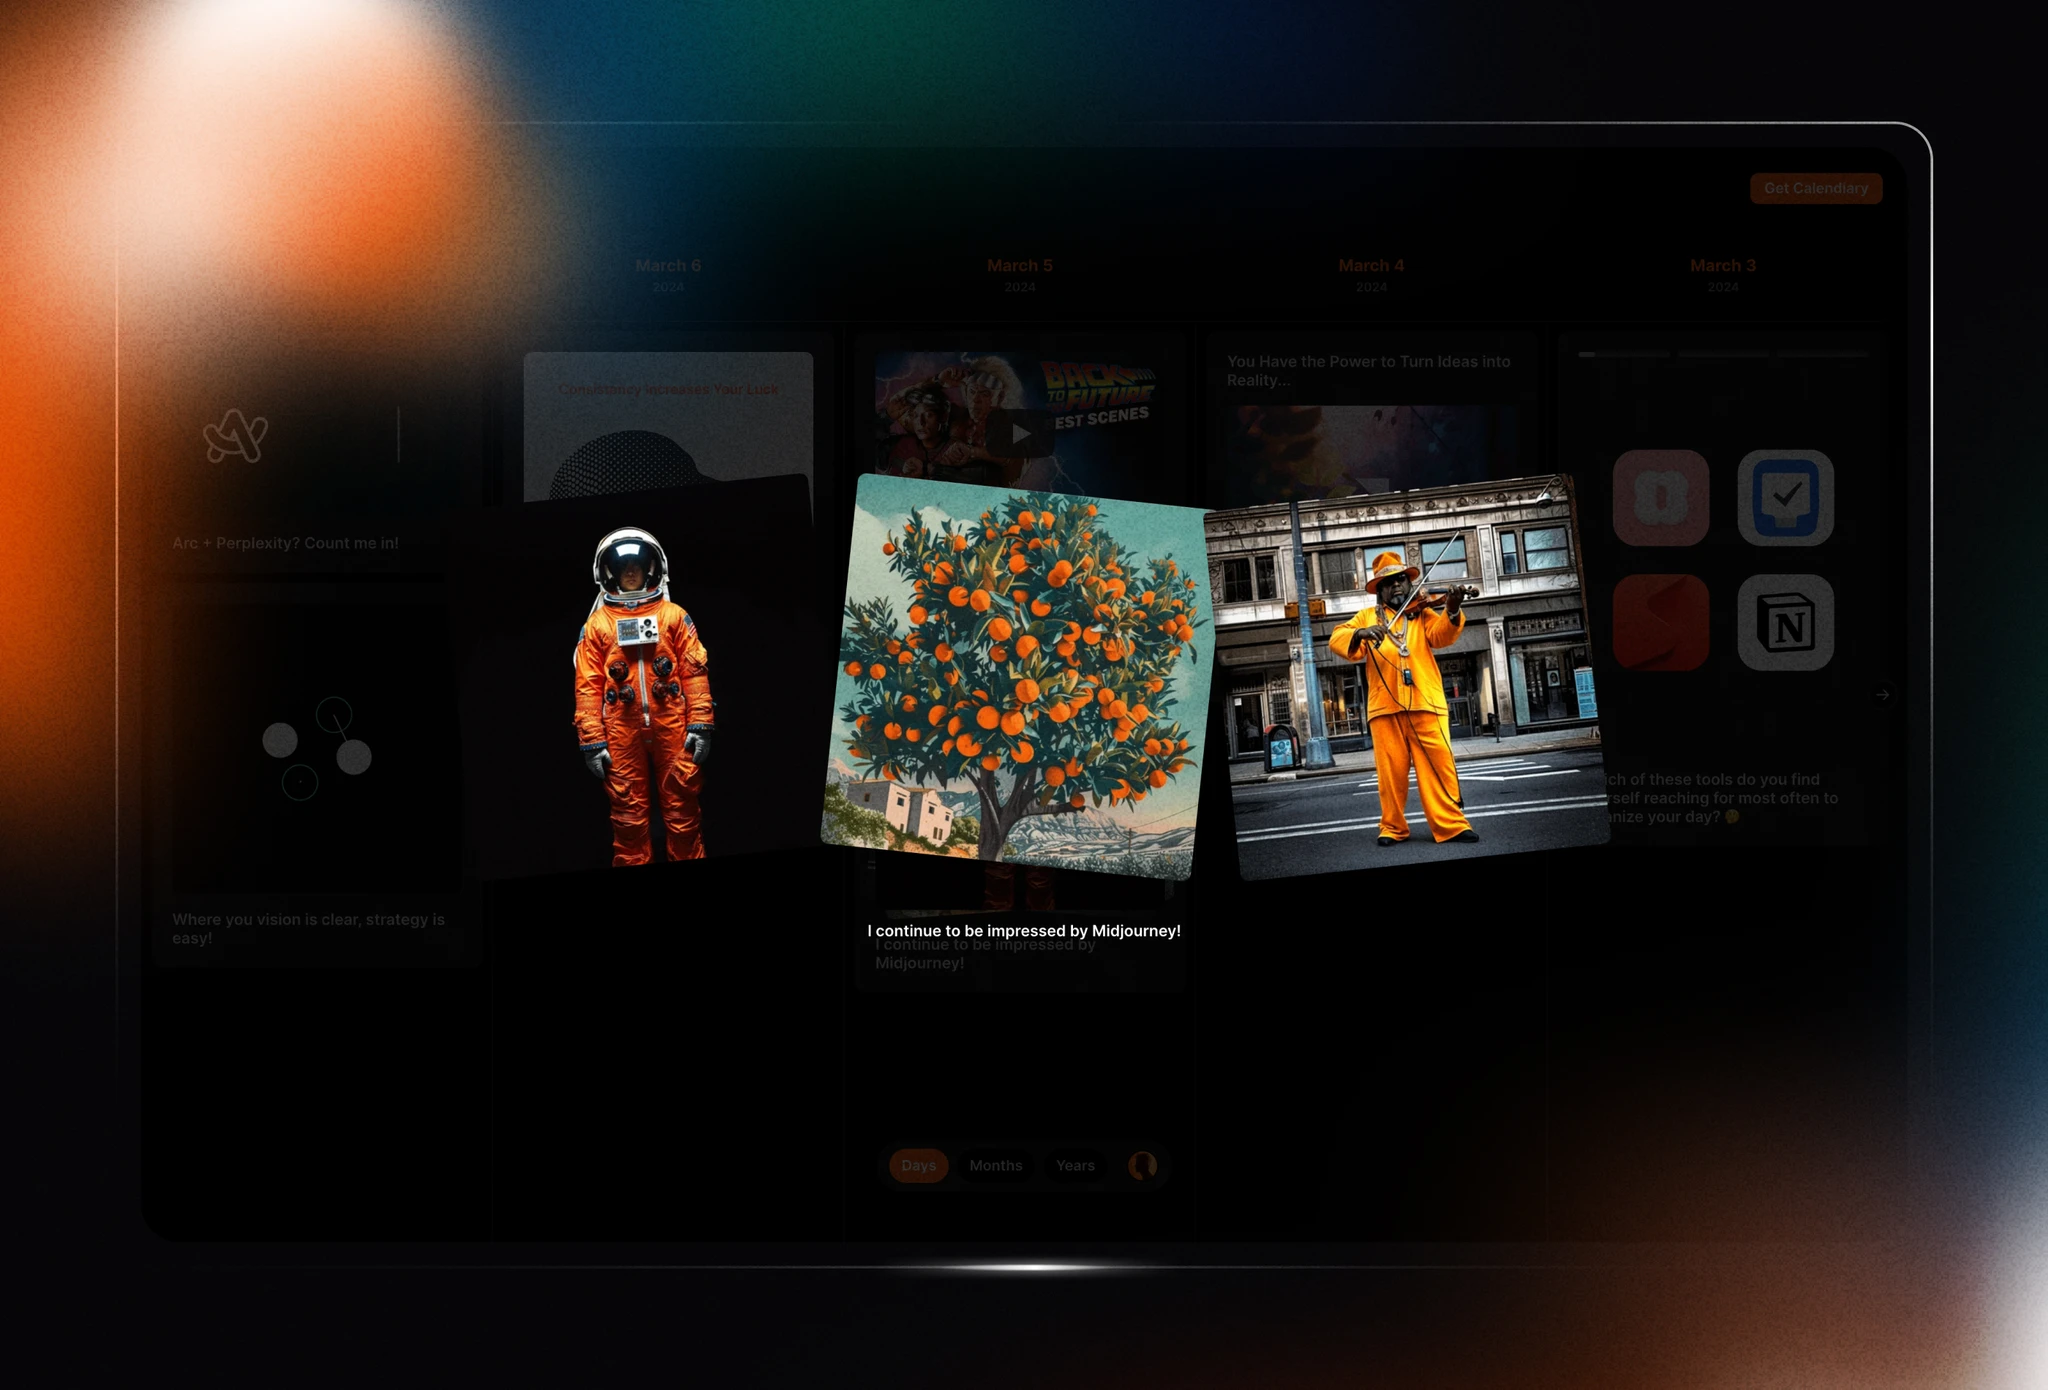 Get Calendiary
March 6
2024
March 5
2024
March 4
2024
March 3
2024
Arc + Perplexity? Count me in!
Where you vision is clear, strategy is
easy!
Consistancy Increases Your Luck
BACK
TO THE
FUTURE
BEST SCENES
I continue to be impressed by Midjourney!
I continue to be impressed by
Midjourney!
You Have the Power to Turn Ideas into
Reality...
N
ich of these tools do you find
rself reaching for most often to
anize your day?
Days
Months
Years